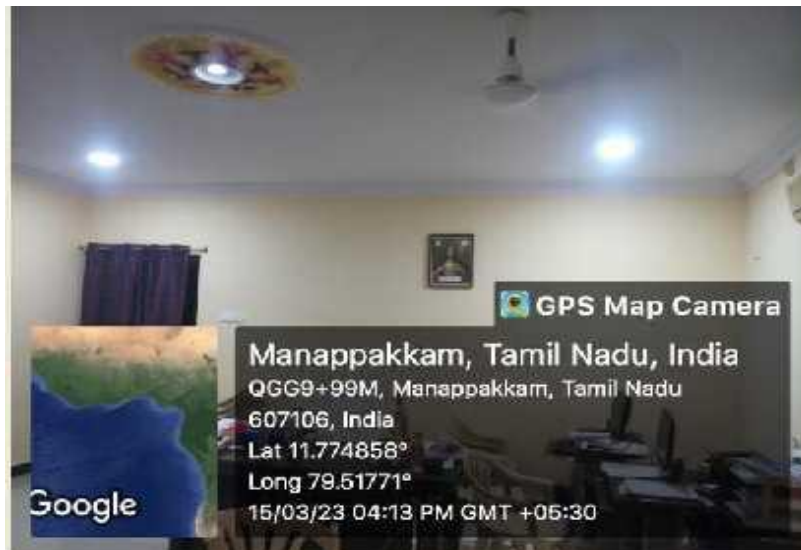 GPS Map Camera
Manappakkam, Tamil Nadu, India
QGG9+99M, Manappakkam, Tamil Nadu
607106, India
Lat 11.774858°
Long 79.51771°
15/03/23 04:13 PM GMT +05:30
Google